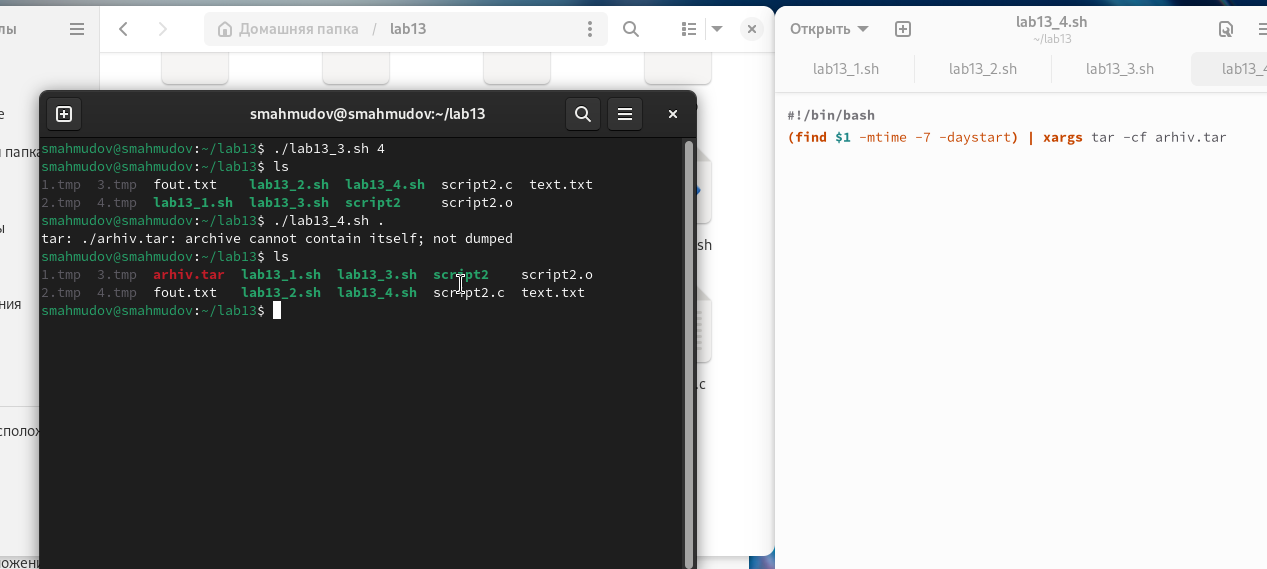 лы
Домашняя папка / lab13
папка
ния
сполож
ложени
sh
.c
smahmudov@smahmudov:~/lab13
smahmudov@smahmudov:~/lab13$ ./lab13_3.sh 4
smahmudov@smahmudov:~/lab13$ ls
1.tmp 3.tmp fout.txt lab13_2.sh lab13_4.sh script2.c text.txt
2.tmp 4.tmp lab13_1.sh lab13_3.sh script2 script2.o
smahmudov@smahmudov:~/lab13$ ./lab13_4.sh .
tar: ./arhiv.tar: archive cannot contain itself; not dumped
smahmudov@smahmudov:~/lab13$ ls
1.tmp 3.tmp arhiv.tar lab13_1.sh lab13_3.sh script2 script2.o
2.tmp 4.tmp fout.txt lab13_2.sh lab13_4.sh script2.c text.txt
smahmudov@smahmudov:~/lab13$
Открыть
lab13_4.sh
~/lab13
lab13_1.sh lab13_2.sh lab13_3.sh lab13_4
#!/bin/bash
(find $1 -mtime -7 -daystart) | xargs tar -cf arhiv.tar